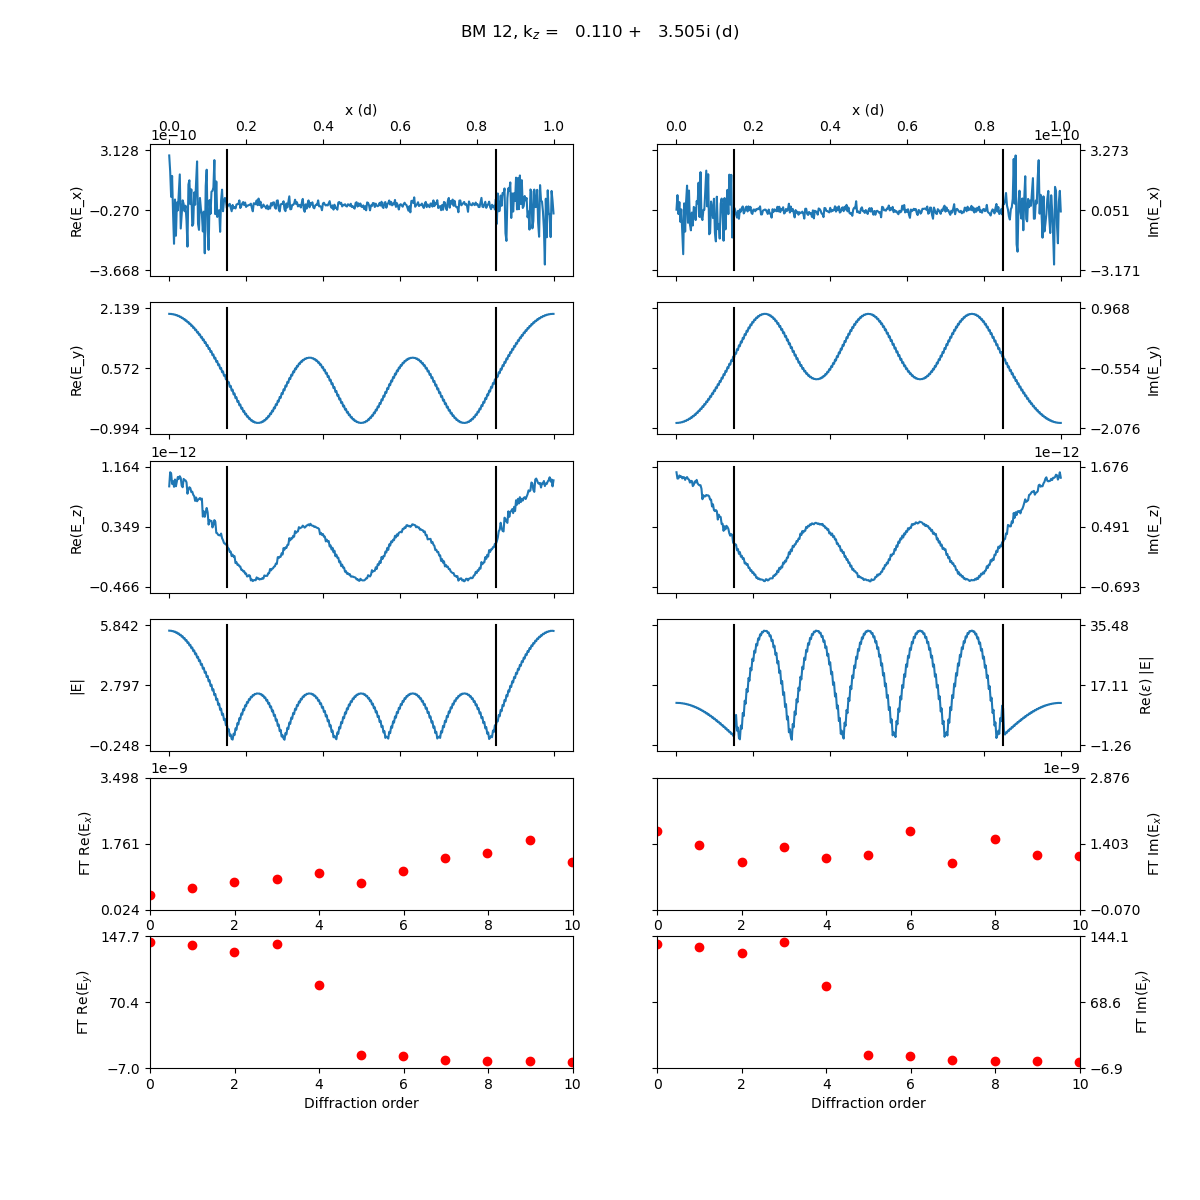 BM 12, k_z = 0.110 + 3.505i (d)
x (d)
x (d)
0.0 0.2 0.4 0.6 0.8 1.0
0.0 0.2 0.4 0.6 0.8 1.0
1e−10
1e−10
Re(E_x)
3.128
−0.270
−3.668
Im(E_x)
3.273
0.051
−3.171
Re(E_y)
2.139
0.572
−0.994
Im(E_y)
0.968
−0.554
−2.076
1e−12
1e−12
Re(E_z)
1.164
0.349
−0.466
Im(E_z)
1.676
0.491
−0.693
|E|
5.842
2.797
−0.248
Re(ε) |E|
35.48
17.11
−1.26
1e−9
1e−9
FT Re(E_x)
3.498
1.761
0.024
0 2 4 6 8 10
FT Im(E_x)
2.876
1.403
−0.070
0 2 4 6 8 10
FT Re(E_y)
147.7
70.4
−7.0
0 2 4 6 8 10
Diffraction order
FT Im(E_y)
144.1
68.6
−6.9
0 2 4 6 8 10
Diffraction order